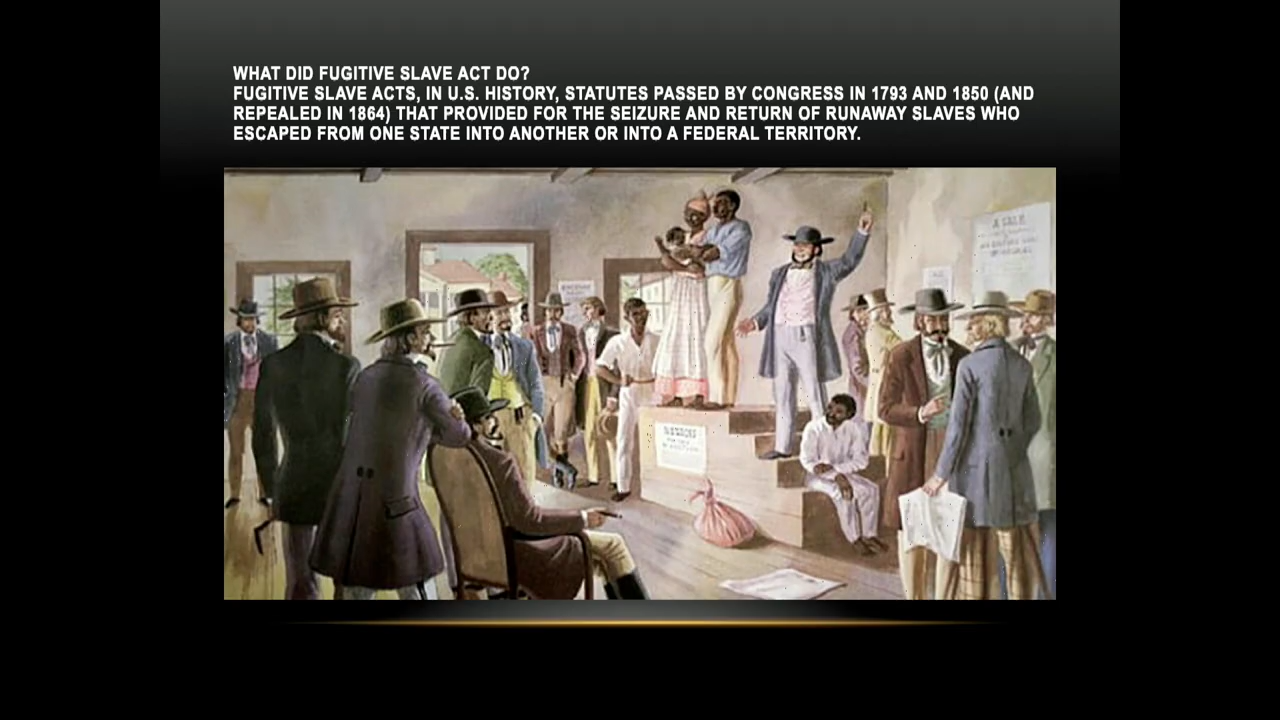 WHAT DID FUGITIVE SLAVE ACT DO?
FUGITIVE SLAVE ACTS, IN U.S. HISTORY, STATUTES PASSED BY CONGRESS IN 1793 AND 1850 (AND
REPEALED IN 1864) THAT PROVIDED FOR THE SEIZURE AND RETURN OF RUNAWAY SLAVES WHO
ESCAPED FROM ONE STATE INTO ANOTHER OR INTO A FEDERAL TERRITORY.
A SALE